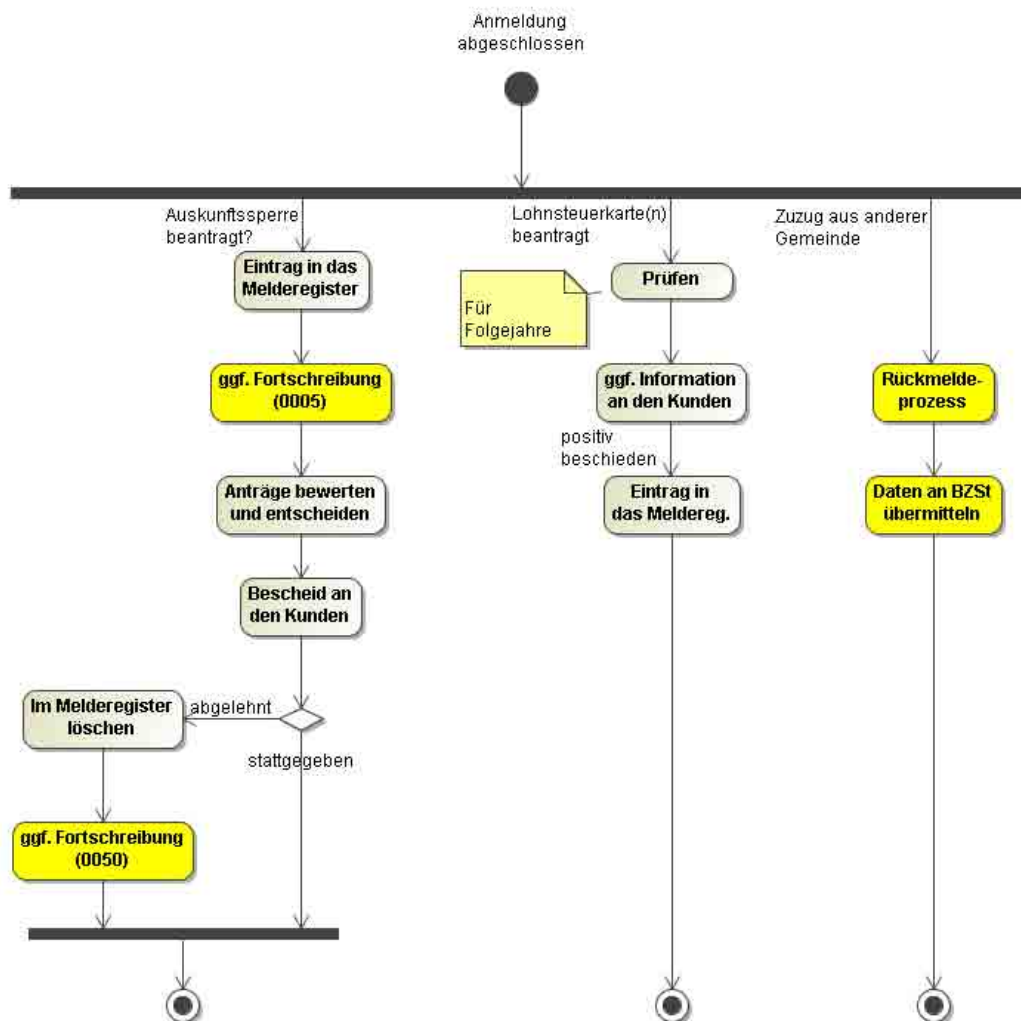 Anmeldung
abgeschlossen
Auskunftssperre
beantragt?
Eintrag in das
Melderegister
ggf. Fortschreibung
(0005)
Anträge bewerten
und entscheiden
Bescheid an
den Kunden
abgelehnt
Im Melderegister
löschen
stattgegeben
ggf. Fortschreibung
(0050)
Lohnsteuerkarte(n)
beantragt
Prüfen
Für
Folgejahre
ggf. Information
an den Kunden
positiv
beschieden
Eintrag in
das Meldereg.
Zuzug aus anderer
Gemeinde
Rückmelde-
prozess
Daten an BZSt
übermitteln